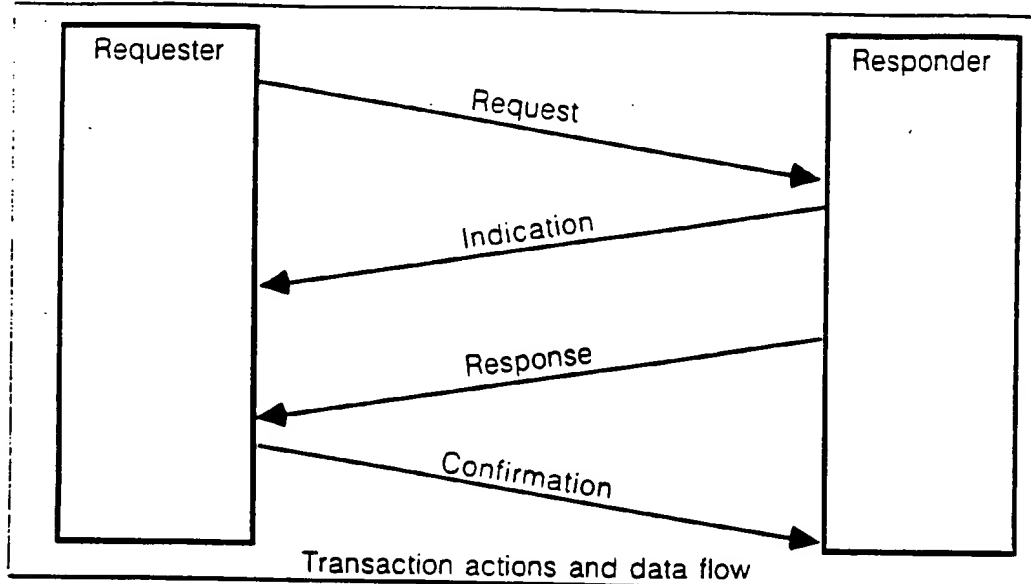 Requester
Responder
Request
Indication
Response
Confirmation
Transaction actions and data flow